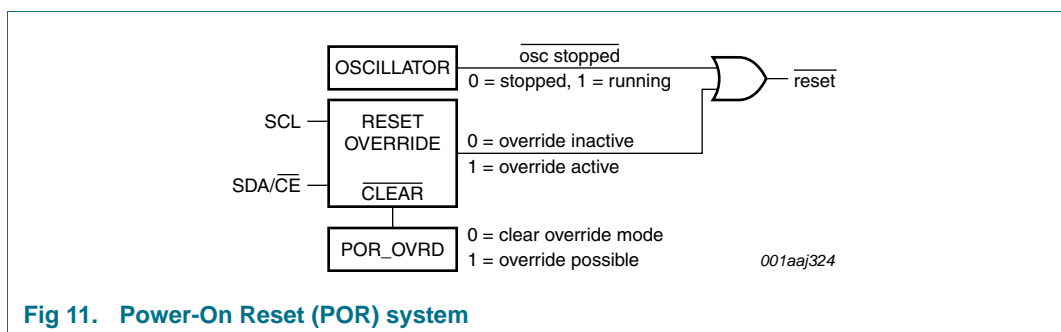 OSCILLATOR
osc stopped
0 = stopped, 1 = running
reset
SCL
RESET
OVERRIDE
0 = override inactive
1 = override active
SDA/CE
CLEAR
POR_OVRD
0 = clear override mode
1 = override possible
001aaj324
Fig 11. Power-On Reset (POR) system